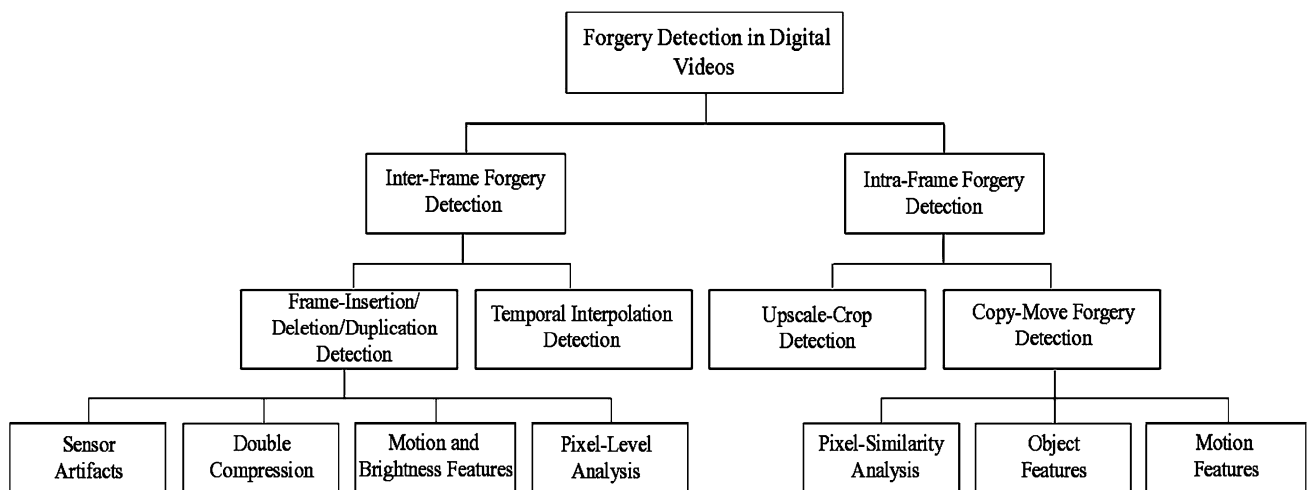 Forgery Detection in Digital
Videos
Inter-Frame Forgery
Detection
Intra-Frame Forgery
Detection
Frame-Insertion/
Deletion/Duplication
Detection
Temporal Interpolation
Detection
Upscale-Crop
Detection
Copy-Move Forgery
Detection
Sensor
Artifacts
Double
Compression
Motion and
Brightness Features
Pixel-Level
Analysis
Pixel-Similarity
Analysis
Object
Features
Motion
Features